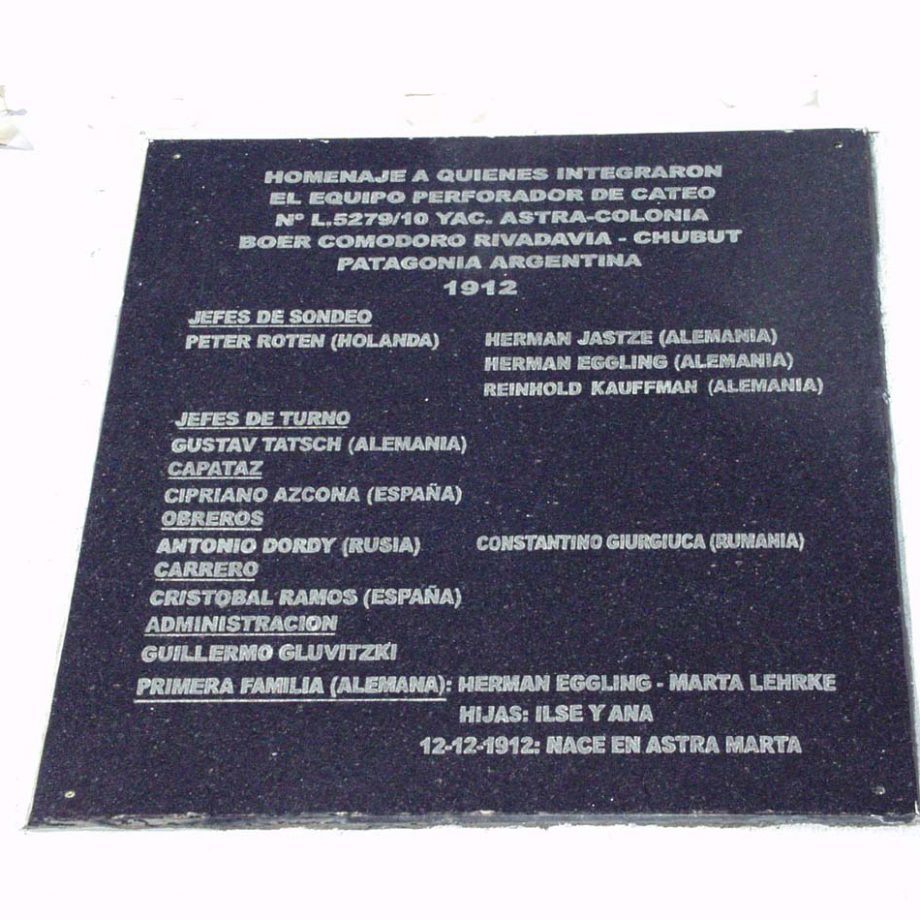 HOMENAJE A QUIENES INTEGRARON
EL EQUIPO PERFORADOR DE CATEO
Nº L.5279/10 YAC. ASTRA-COLONIA
BOER COMODORO RIVADAVIA - CHUBUT
PATAGONIA ARGENTINA
1912
JEFES DE SONDEO
PETER ROTEN (HOLANDA) HERMAN JASTZE (ALEMANIA)
HERMAN EGGLING (ALEMANIA)
REINHOLD KAUFFMAN (ALEMANIA)
JEFES DE TURNO
GUSTAV TATSCH (ALEMANIA)
CAPATAZ
CIPRIANO AZCONA (ESPAÑA)
OBREROS
ANTONIO DORDY (RUSIA) CONSTANTINO GIURGIUCA (RUMANIA)
CARRERO
CRISTOBAL RAMOS (ESPAÑA)
ADMINISTRACION
GUILLERMO GLUVITZKI
PRIMERA FAMILIA (ALEMANA): HERMAN EGGLING - MARTA LEHRKE
HIJAS: ILSE Y ANA
12-12-1912: NACE EN ASTRA MARTA